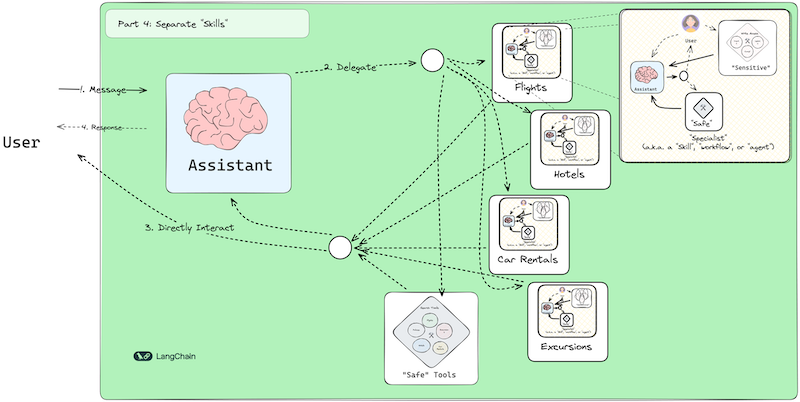 Part 4: Separate "Skills"
User
"Sensitive"
Assistant
"Safe"
"Specialist"
(a.k.a. a "skill", "workflow", or "agent")
2. Delegate
Flights
1. Message
4. Response
User
Assistant
Hotels
3. Directly Interact
Car Rentals
Excursions
LangChain
"Safe" Tools